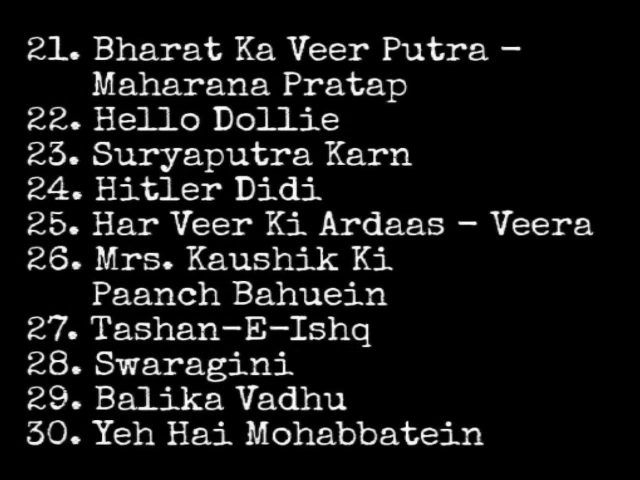 21. Bharat Ka Veer Putra -
Maharana Pratap
22. Hello Dollie
23. Suryaputra Karn
24. Hitler Didi
25. Har Veer Ki Ardaas - Veera
26. Mrs. Kaushik Ki
Paanch Bahuein
27. Tashan-E-Ishq
28. Swaragini
29. Balika Vadhu
30. Yeh Hai Mohabbatein